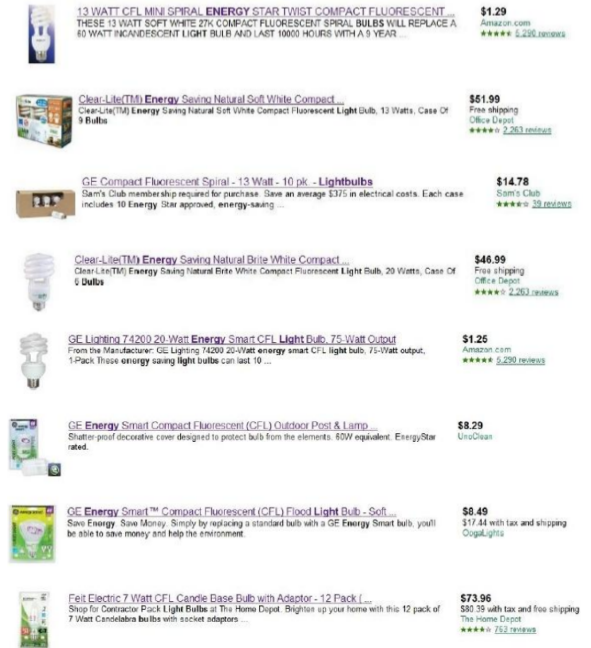 13 WATT CFL MINI SPIRAL ENERGY STAR TWIST COMPACT FLUORESCENT ...
THESE 13 WATT SOFT WHITE 27K COMPACT FLUORESCENT SPIRAL BULBS WILL REPLACE A
60 WATT INCANDESCENT LIGHT BULB AND LAST 10000 HOURS WITH A 9 YEAR ...
$1.29
Amazon.com
5,290 reviews
Clear-Lite(TM) Energy Saving Natural Soft White Compact ...
Clear-Lite(TM) Energy Saving Natural Soft White Compact Fluorescent Light Bulb, 13 Watts, Case Of
9 Bulbs
$51.99
Free shipping
Office Depot
2,263 reviews
GE Compact Fluorescent Spiral - 13 Watt - 10 pk. - Lightbulbs
Sam's Club membership required for purchase. Save an average $375 in electrical costs. Each case
includes 10 Energy Star approved, energy-saving ...
$14.78
Sam's Club
39 reviews
Clear-Lite(TM) Energy Saving Natural Brite White Compact ...
Clear-Lite(TM) Energy Saving Natural Brite White Compact Fluorescent Light Bulb, 20 Watts, Case Of
6 Bulbs
$46.99
Free shipping
Office Depot
2,263 reviews
GE Lighting 74200 20-Watt Energy Smart CFL Light Bulb, 75-Watt Output
From the Manufacturer: GE Lighting 74200 20-Watt energy smart CFL light bulb, 75-Watt output,
1-Pack These energy saving light bulbs can last 10 ...
$1.25
Amazon.com
5,290 reviews
GE Energy Smart Compact Fluorescent (CFL) Outdoor Post & Lamp ...
Shatter-proof decorative cover designed to protect bulb from the elements. 60W equivalent. EnergyStar
rated.
$8.29
UnoClean
GE Energy Smart™ Compact Fluorescent (CFL) Flood Light Bulb - Soft ...
Save Energy. Save Money. Simply by replacing a standard bulb with a GE Energy Smart bulb, you'll
be able to save money and help the environment.
$8.49
$17.44 with tax and shipping
OogaLights
Feit Electric 7 Watt CFL Candle Base Bulb with Adaptor - 12 Pack ( ...
Shop for Contractor Pack Light Bulbs at The Home Depot. Brighten up your home with this 12 pack of
7 Watt Candelabra bulbs with socket adaptors ...
$73.96
$80.39 with tax and free shipping
The Home Depot
763 reviews